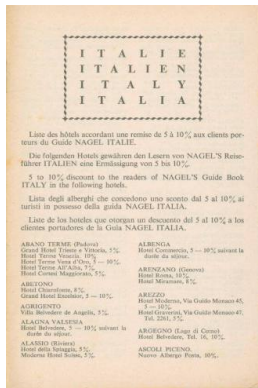 ITALIE
ITALIEN
ITALY
ITALIA
Liste des hôtels accordant une remise de 5 à 10% aux clients por-
teurs du Guide NAGEL ITALIE.
Die folgenden Hotels gewähren den Lesern von NAGEL'S Reise-
führer ITALIEN eine Ermässigung von 5 bis 10%.
5 to 10% discount to the readers of NAGEL'S Guide Book
ITALY in the following hotels.
Lista degli alberghi che concedono uno sconto dal 5 al 10% ai
turisti in possesso della guida NAGEL ITALIA.
Liste de los hoteles que otorgan un descuento del 5 al 10% a los
clientes portadores de la Guia NAGEL ITALIA.
ABANO TERME (Padova)
Grand Hotel Trieste e Victoria, 5%.
Hotel Terme Venezia, 10%.
Hotel Terme Vena d'Oro, 5 — 10%.
Hotel Terme All'Alba, 5%.
Hotel Cortesi Maggiorato, 5%.
ABETONE
Hotel Chiarofonte, 8%.
Grand Hotel Excelsior, 5 — 10%.
AGRIGENTO
Villa Belvedere de Angelis, 5%.
ALAGNA VALSESIA
Hotel Belvedere, 5 — 10% suivant la
durée du séjour.
ALASSIO (Riviera)
Hotel della Spiaggia, 5%.
Moderno Hotel Suisse, 5%.
ALBENGA
Hotel Commercio, 5 — 10% suivant la
durée du séjour.
ARENZANO (Genova)
Hotel Roma, 10%.
Hotel Miramare, 8%.
AREZZO
Hotel Moderno, Via Guido Monaco 45,
5 — 10%.
Hotel Graverini, Via Guido Monaco 47,
Tel. 2261, 5%.
ARGEGNO (Lago di Como)
Hotel Belvedere, Tel. 16, 10%.
ASCOLI PICENO.
Nuovo Albergo Posta, 10%.